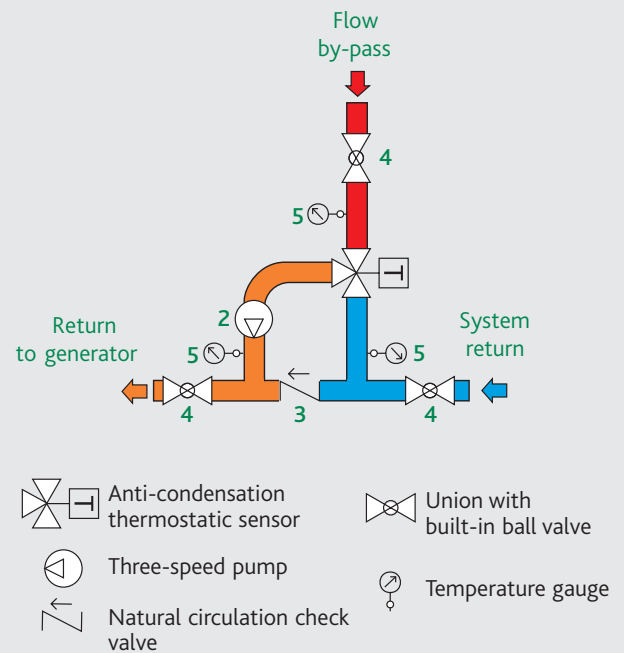 Flow
by-pass
4
5
T
2
Return
to generator
5
5
System
return
4
3
4
T
Anti-condensation
thermostatic sensor
Union with
built-in ball valve
Three-speed pump
Temperature gauge
Natural circulation check
valve